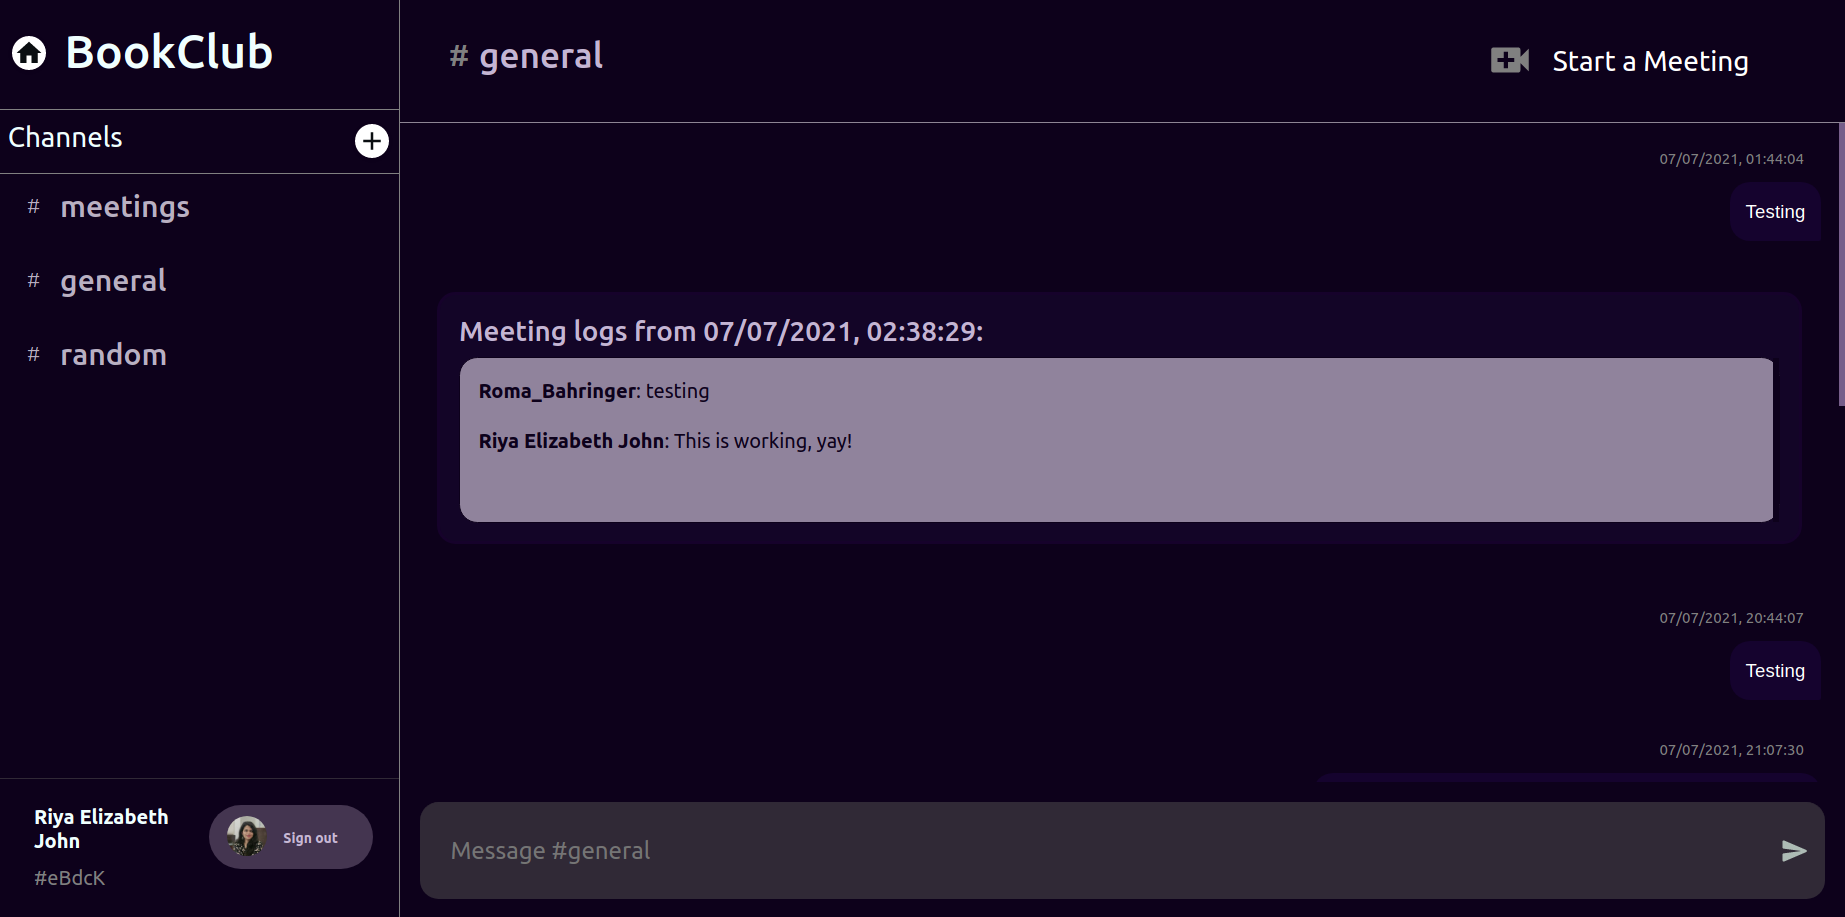 BookClub
Channels
# meetings
# general
# random
Riya Elizabeth
John
#eBdcK
Sign out
# general
Start a Meeting
07/07/2021, 01:44:04
Testing
Meeting logs from 07/07/2021, 02:38:29:
Roma_Bahringer: testing
Riya Elizabeth John: This is working, yay!
07/07/2021, 20:44:07
Testing
07/07/2021, 21:07:30
Message #general